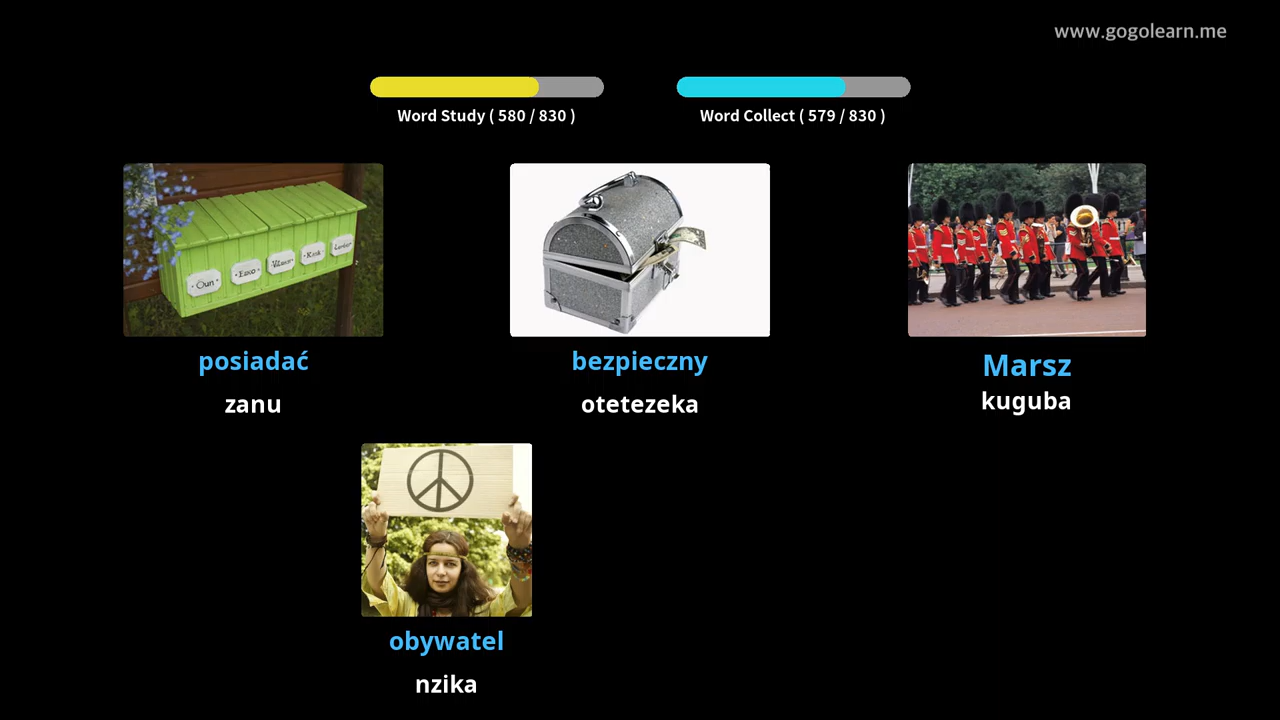 www.gogolearn.me
Word Study ( 580 / 830 )
Word Collect ( 579 / 830 )
posiadać
zanu
bezpieczny
otetezeka
Marsz
kuguba
obywatel
nzika